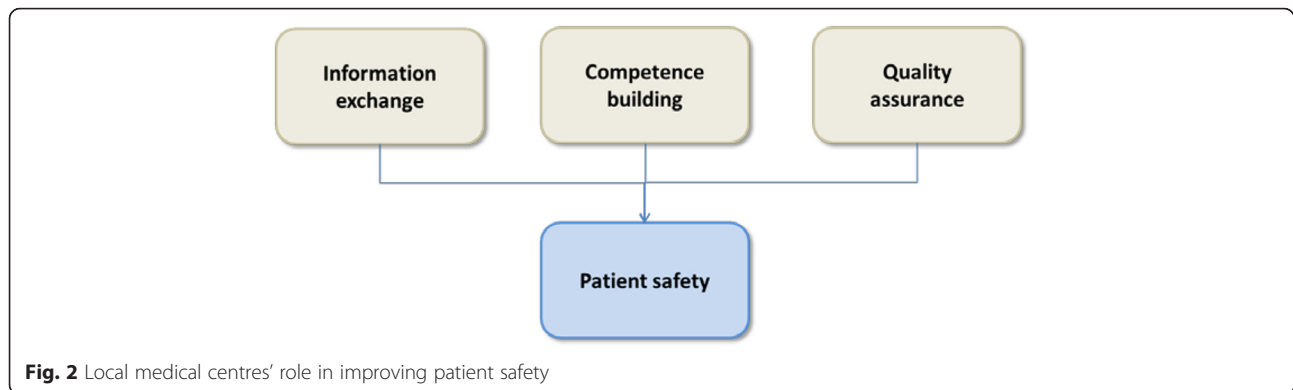 Information
exchange
Competence
building
Quality
assurance
Patient safety
Fig. 2 Local medical centres’ role in improving patient safety